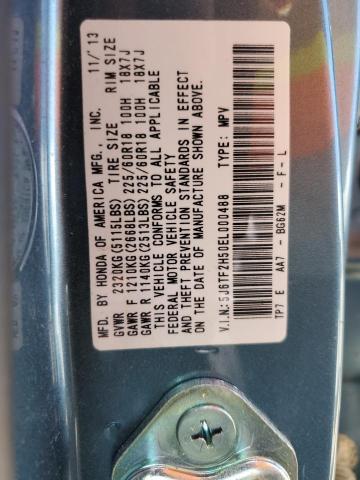 MFD. BY HONDA OF AMERICA MFG., INC. 11/13
GVWR 2320KG(5115LBS) TIRE SIZE RIM SIZE
GAWR F 1210KG(2668LBS) 225/60R18 100H 18X7J
GAWR R 1140KG(2513LBS) 225/60R18 100H 18X7J
THIS VEHICLE CONFORMS TO ALL APPLICABLE
FEDERAL MOTOR VEHICLE SAFETY
AND THEFT PREVENTION STANDARDS IN EFFECT
ON THE DATE OF MANUFACTURE SHOWN ABOVE.
V.I.N.: 5J6TF2H50EL000488 TYPE: MPV
TP7 E AA7 - BG62M - F - L